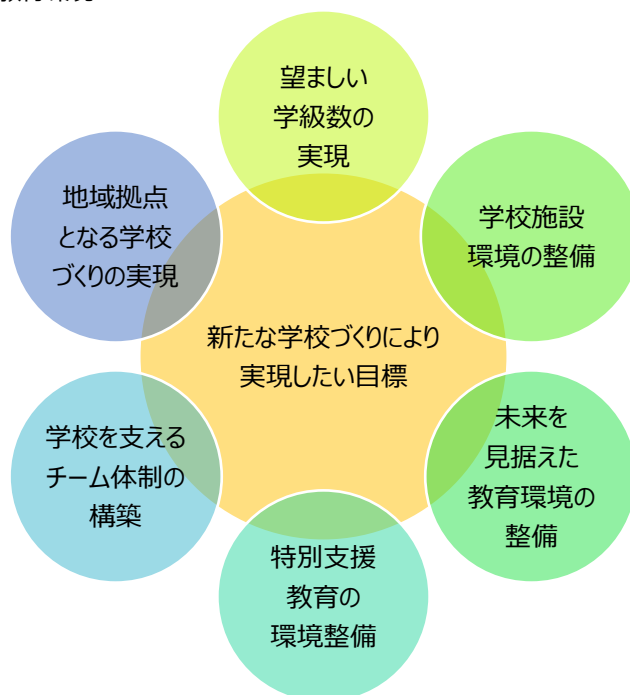 望ましい
学級数の
実現
学校施設
環境の整備
未来を
見据えた
教育環境の
整備
特別支援
教育の
環境整備
学校を支える
チーム体制の
構築
地域拠点
となる学校
づくりの実現
新たな学校づくりにより
実現したい目標